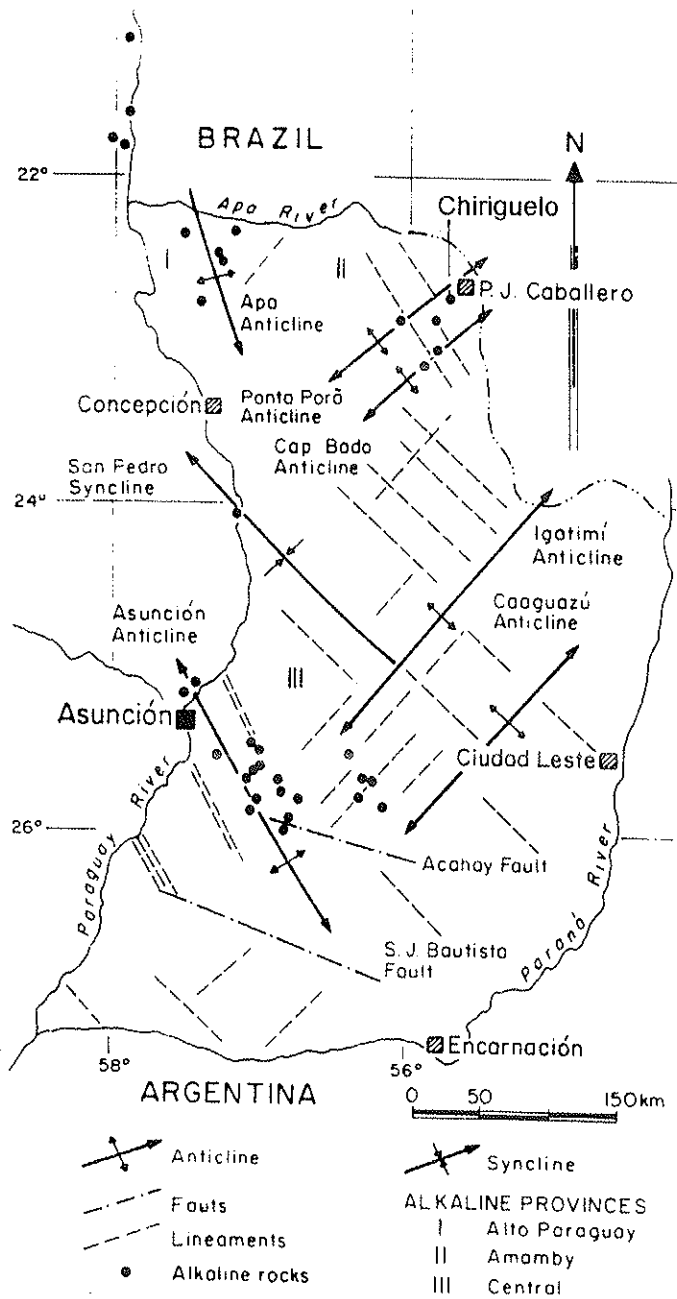 BRAZIL
N
22°
Apa River
Chiriguelo
I
II
P. J. Caballero
Apa
Anticline
Concepción
Ponta Porã
Anticline
Cap. Bado
Anticline
San Pedro
Syncline
24°
Igatimí
Anticline
Asunción
Anticline
Caaguazú
Anticline
III
Asunción
Ciudad Leste
Paraguay River
26°
Acahay Fault
Paraná River
S. J. Bautista
Fault
58°
56°
Encarnación
ARGENTINA
0 50 150km
Anticline
Syncline
Fauts
ALKALINE PROVINCES
Lineaments
I Alto Paraguay
II Amamby
Alkaline rocks
III Central